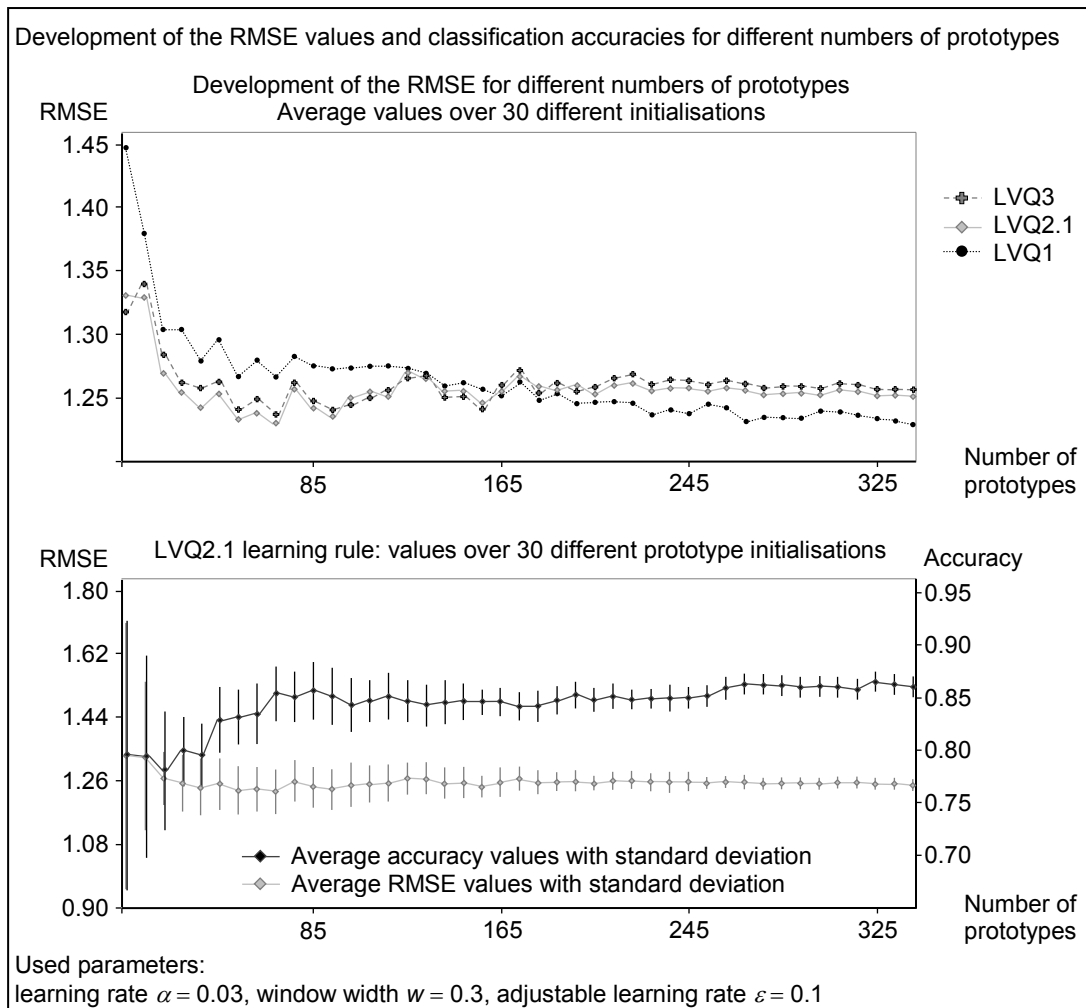 Development of the RMSE values and classification accuracies for different numbers of prototypes
Development of the RMSE for different numbers of prototypes
Average values over 30 different initialisations
RMSE
1.45
1.40
1.35
1.30
1.25
LVQ3
LVQ2.1
LVQ1
85
165
245
325
Number of
prototypes
LVQ2.1 learning rule: values over 30 different prototype initialisations
RMSE
Accuracy
1.80
1.62
1.44
1.26
1.08
0.90
0.95
0.90
0.85
0.80
0.75
0.70
Average accuracy values with standard deviation
Average RMSE values with standard deviation
85
165
245
325
Number of
prototypes
Used parameters:
learning rate α = 0.03, window width w = 0.3, adjustable learning rate ε = 0.1